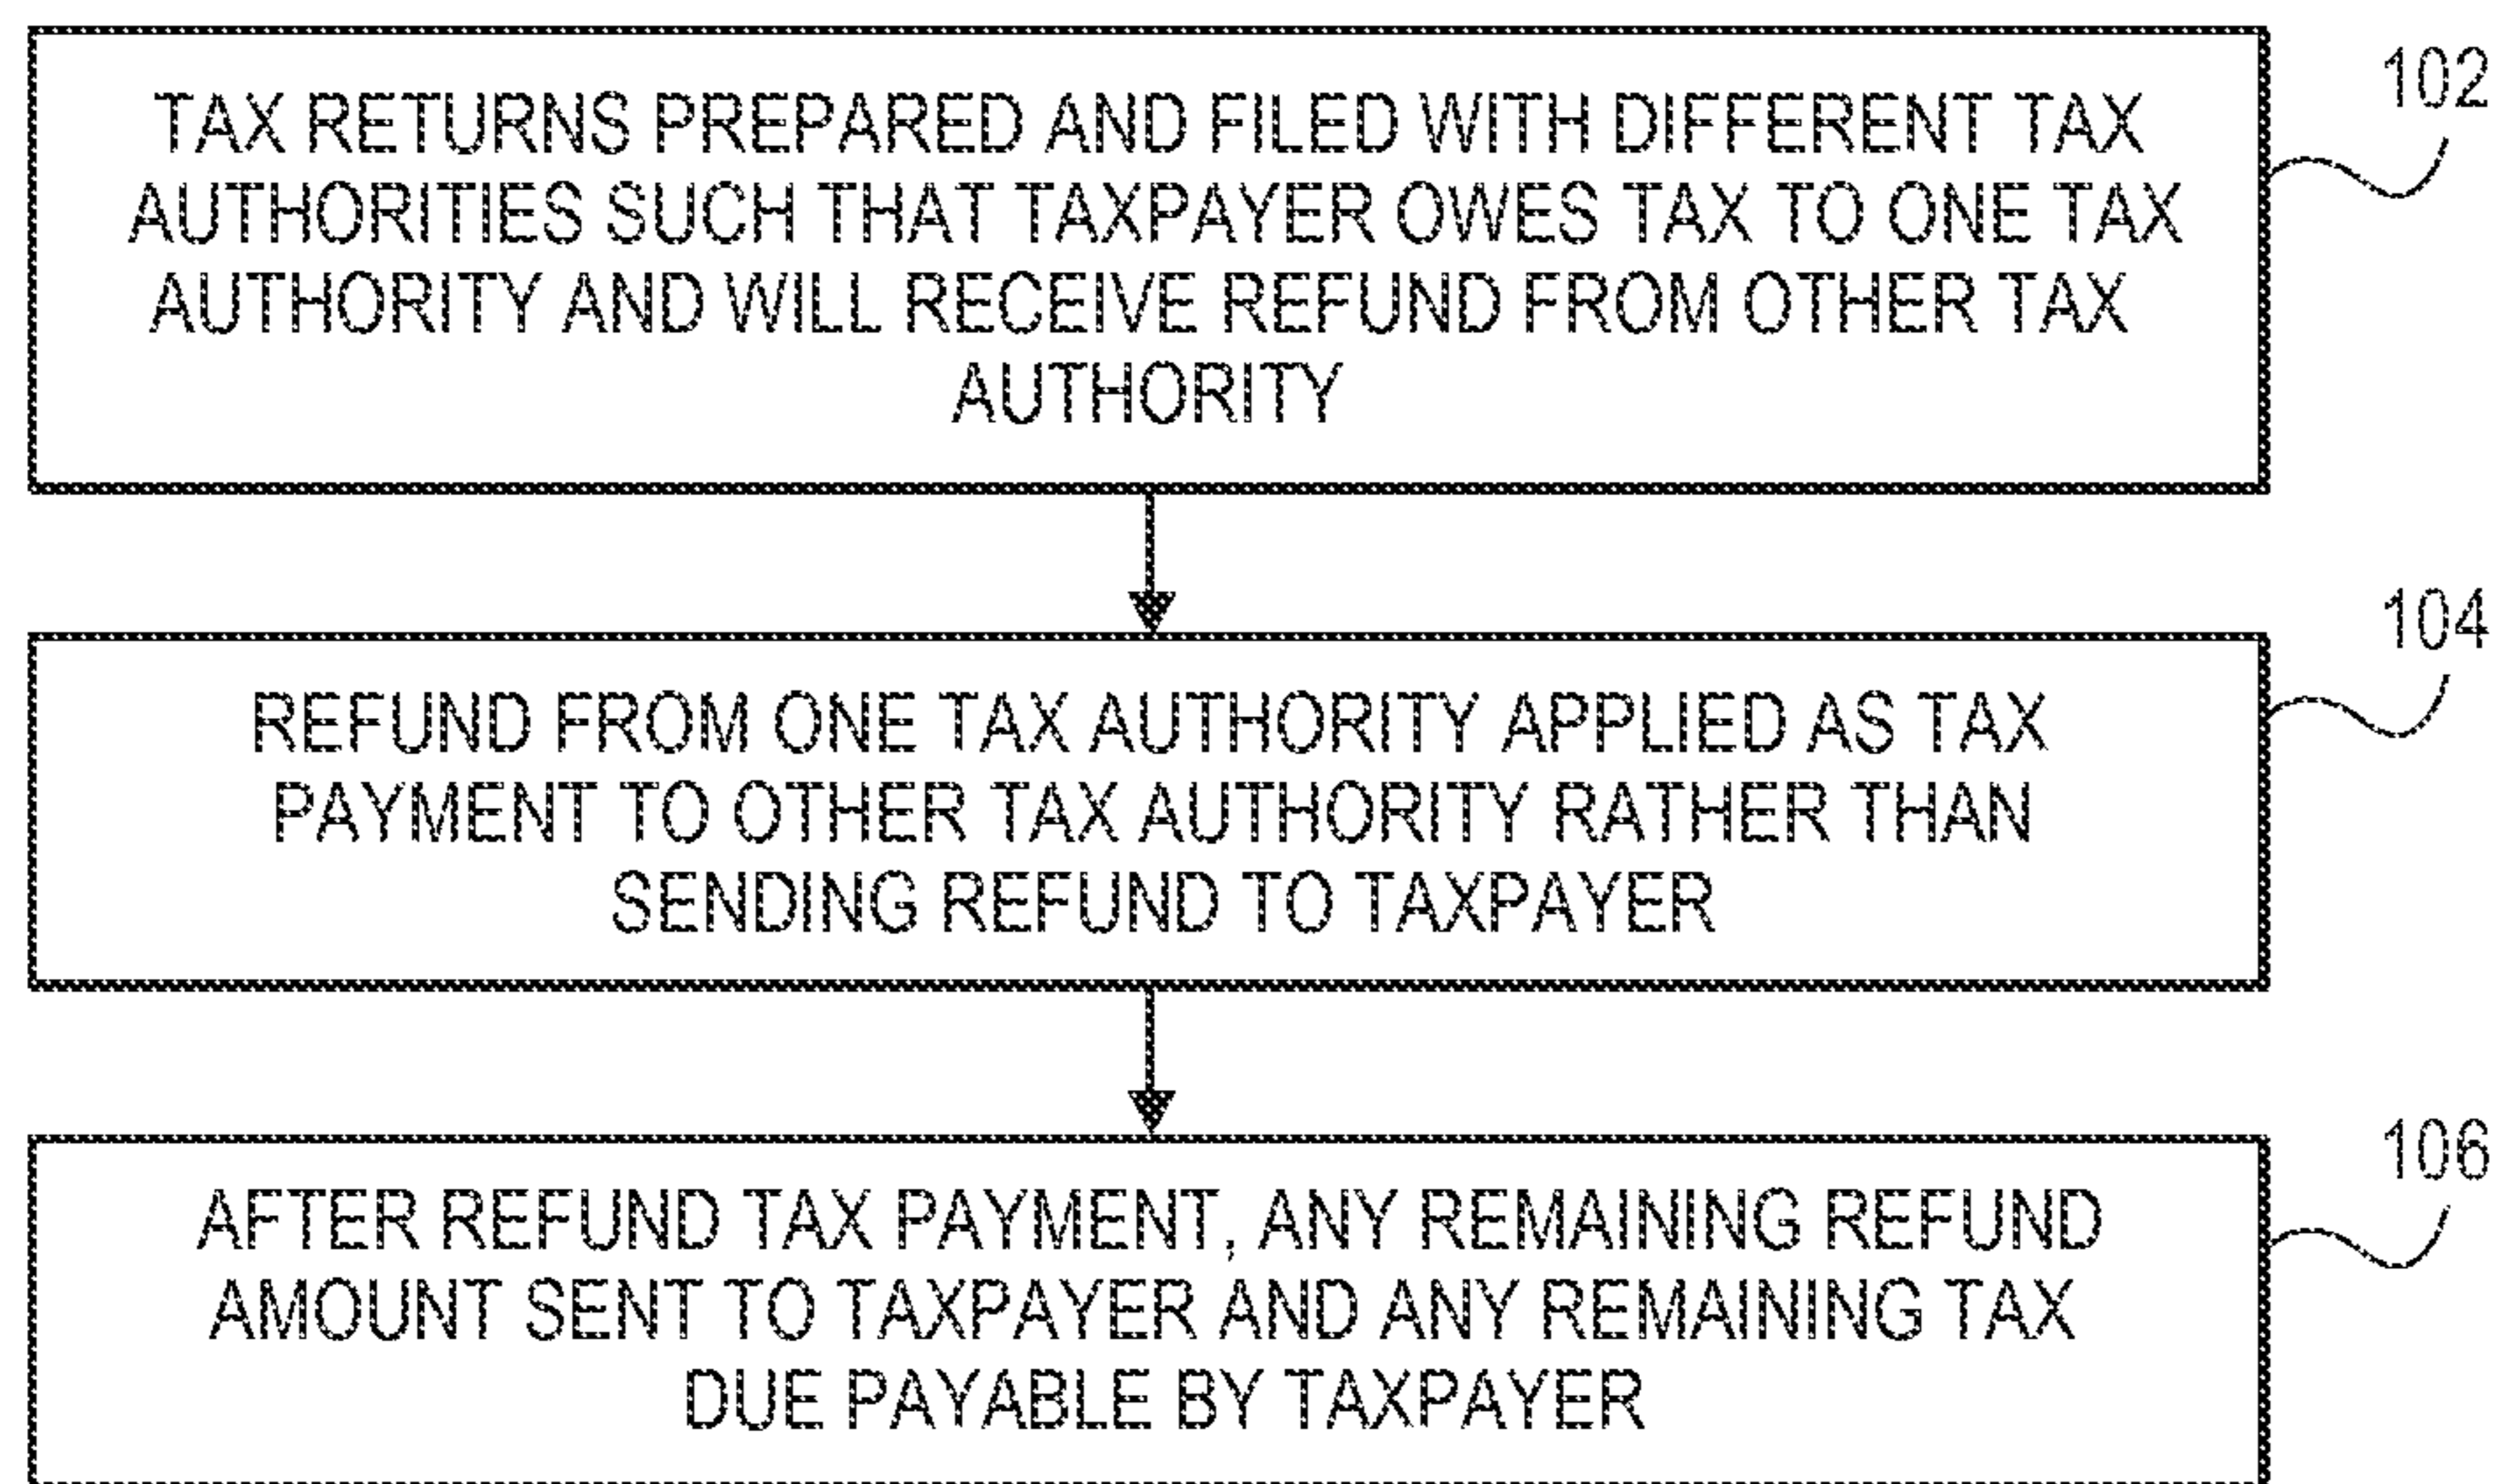 102
TAX RETURNS PREPARED AND FILED WITH DIFFERENT TAX
AUTHORITIES SUCH THAT TAXPAYER OWES TAX TO ONE TAX
AUTHORITY AND WILL RECEIVE REFUND FROM OTHER TAX
AUTHORITY
104
REFUND FROM ONE TAX AUTHORITY APPLIED AS TAX
PAYMENT TO OTHER TAX AUTHORITY RATHER THAN
SENDING REFUND TO TAXPAYER
106
AFTER REFUND TAX PAYMENT, ANY REMAINING REFUND
AMOUNT SENT TO TAXPAYER AND ANY REMAINING TAX
DUE PAYABLE BY TAXPAYER